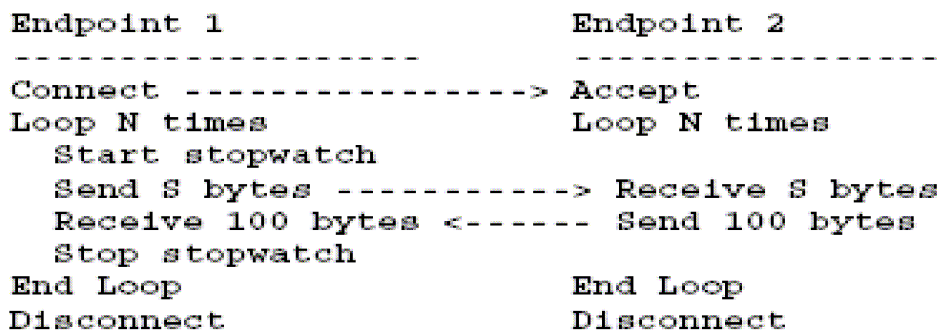 Endpoint 1                Endpoint 2
-------------------       -----------------
Connect ----------------> Accept
Loop N times              Loop N times
  Start stopwatch
  Send S bytes -----------> Receive S bytes
  Receive 100 bytes <------ Send 100 bytes
  Stop stopwatch
End Loop                  End Loop
Disconnect                Disconnect